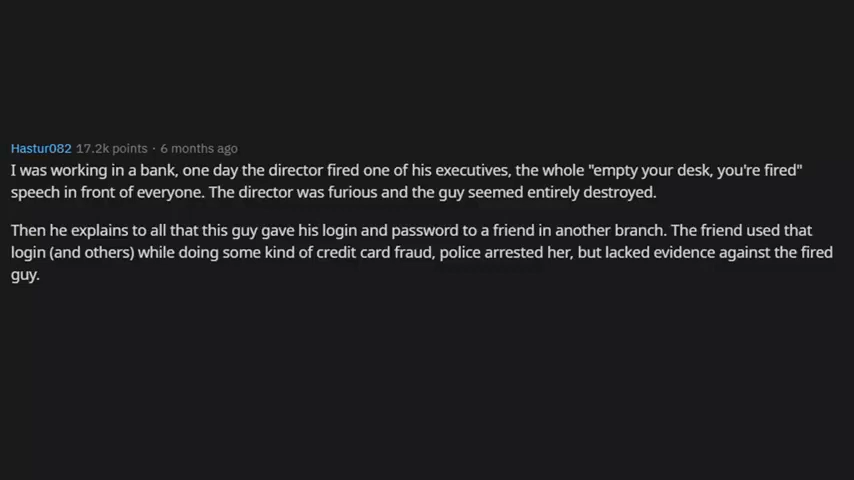 Hastur082 17.2k points · 6 months ago
I was working in a bank, one day the director fired one of his executives, the whole "empty your desk, you're fired"
speech in front of everyone. The director was furious and the guy seemed entirely destroyed.
Then he explains to all that this guy gave his login and password to a friend in another branch. The friend used that
login (and others) while doing some kind of credit card fraud, police arrested her, but lacked evidence against the fired
guy.